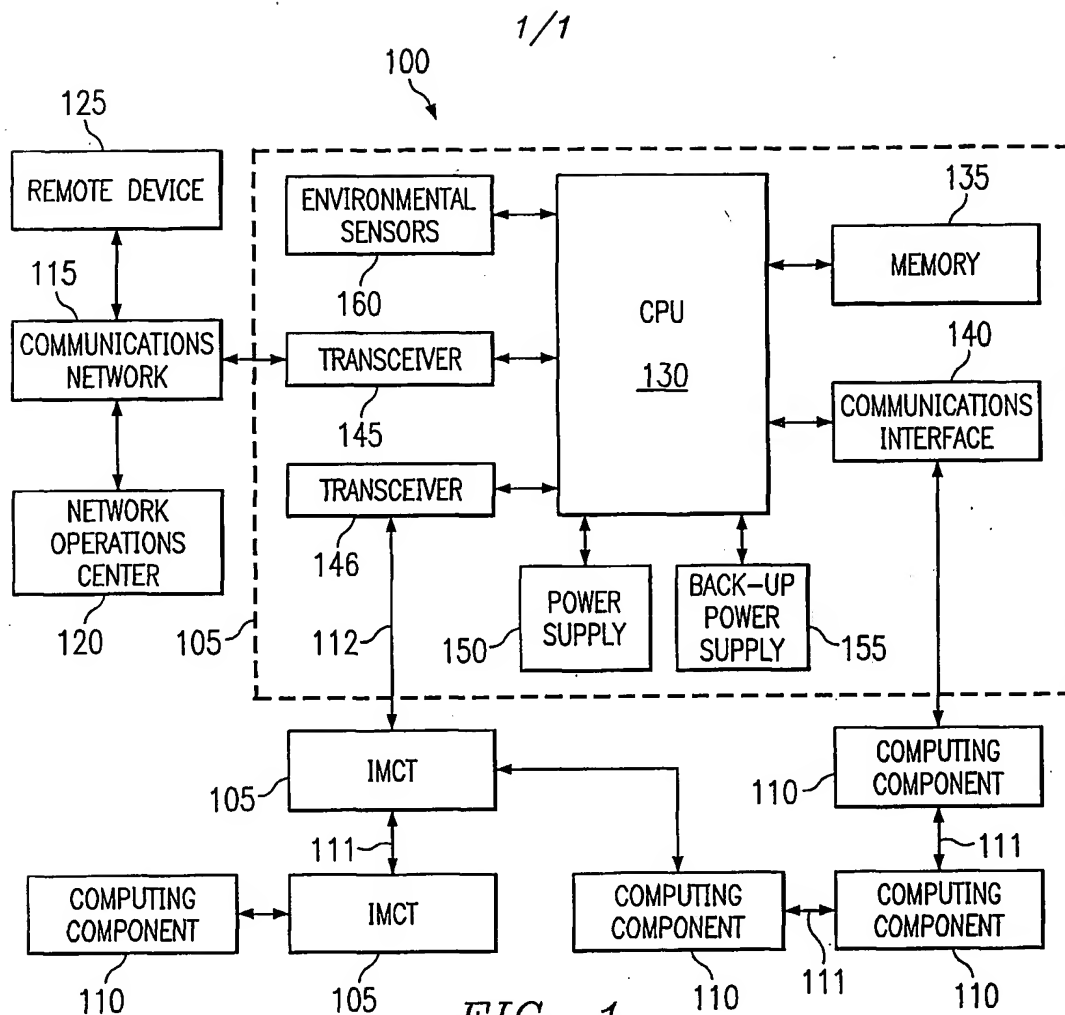 1/1
100
125
REMOTE DEVICE
115
COMMUNICATIONS
NETWORK
NETWORK
OPERATIONS
CENTER
120
105
ENVIRONMENTAL
SENSORS
160
TRANSCEIVER
145
TRANSCEIVER
146
112
CPU
130
135
MEMORY
140
COMMUNICATIONS
INTERFACE
POWER
SUPPLY
150
BACK-UP
POWER
SUPPLY
155
IMCT
105
111
IMCT
105
COMPUTING
COMPONENT
110
COMPUTING
COMPONENT
110
111
COMPUTING
COMPONENT
110
111
COMPUTING
COMPONENT
110
FIG. 1